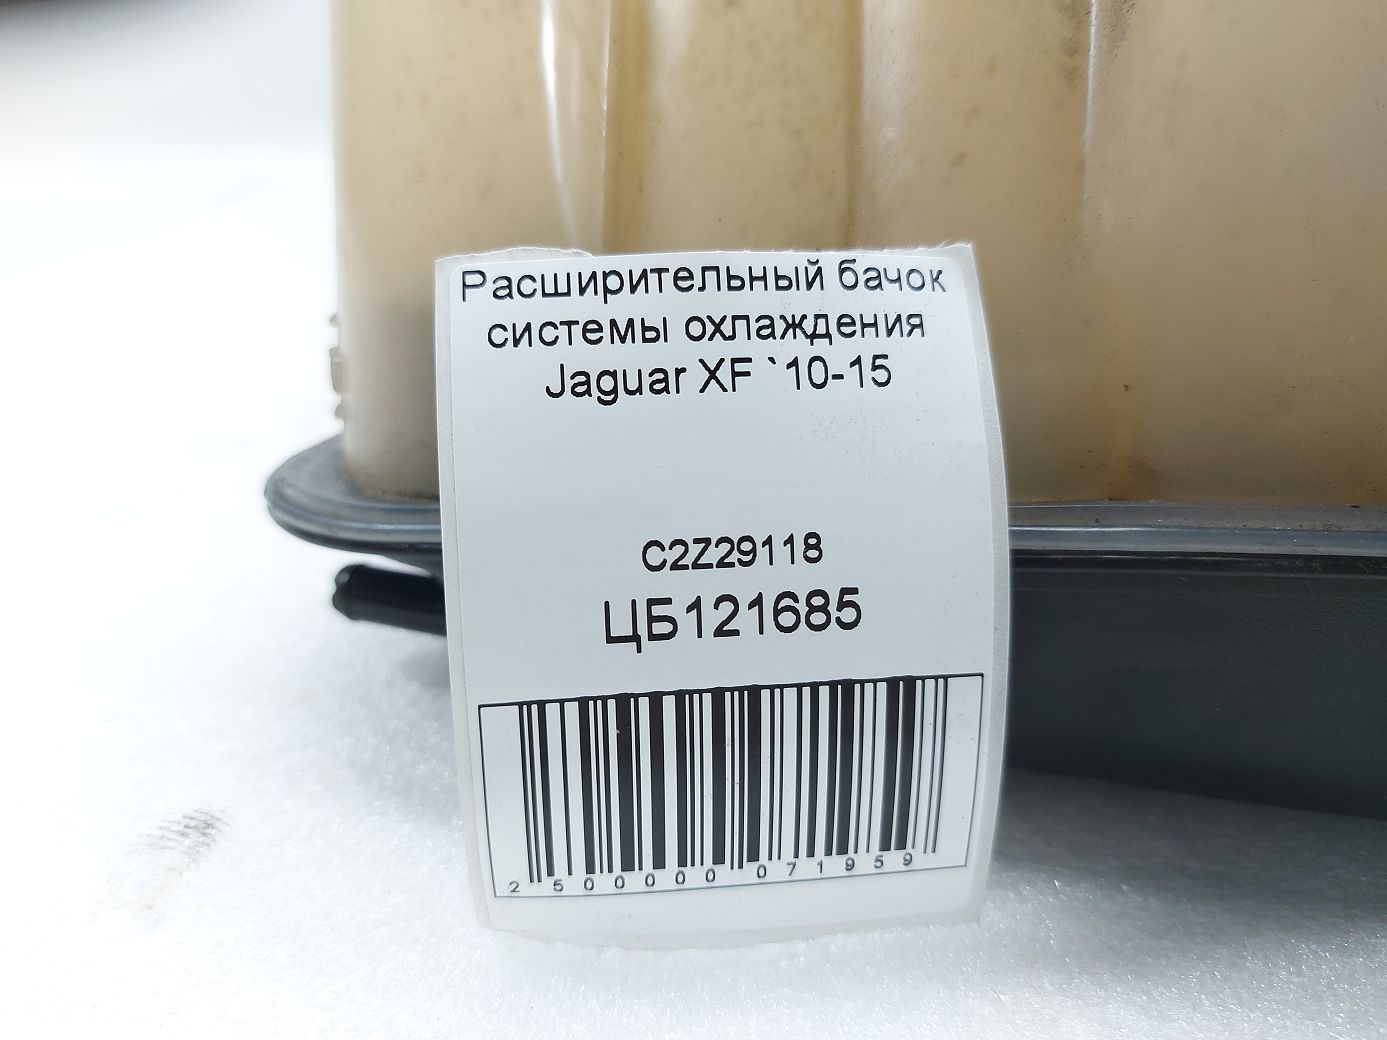 Расширительный бачок
системы охлаждения
Jaguar XF `10-15
C2Z29118
ЦБ121685
2 500000 071959